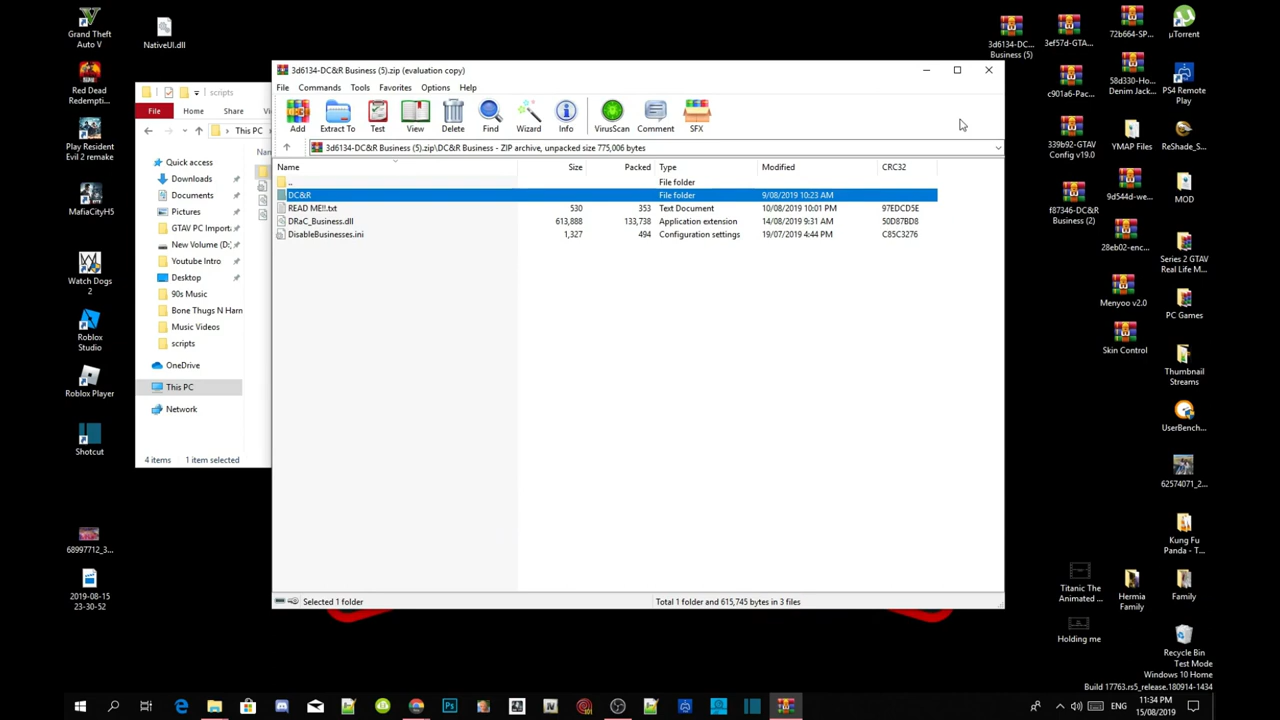 Grand Theft
Auto V
NativeUI.dll
Red Dead
Redempti...
Play Resident
Evil 2 remake
MafiaCityH5
Watch Dogs
2
Roblox
Studio
Roblox Player
Shotcut
68997712_3...
2019-08-15
23-30-52
scripts
File
Home
Share
This PC
Quick access
Downloads
Documents
Pictures
GTAV PC Import
New Volume (D:
Youtube Intro
Desktop
90s Music
Bone Thugs N Harn
Music Videos
scripts
OneDrive
This PC
Network
4 items
1 item selected
3d6134-DC&R Business (5).zip (evaluation copy)
File Commands Tools Favorites Options Help
Add Extract To Test View Delete Find Wizard Info VirusScan Comment SFX
3d6134-DC&R Business (5).zip\DC&R Business - ZIP archive, unpacked size 775,006 bytes
Name Size Packed Type Modified CRC32
.. File folder
DC&R File folder 9/08/2019 10:23 AM
READ ME!!.txt 530 353 Text Document 10/08/2019 10:01 PM 97EDCD5E
DRaC_Business.dll 613,888 133,738 Application extension 14/08/2019 9:31 AM 50D87BD8
DisableBusinesses.ini 1,327 494 Configuration settings 19/07/2019 4:44 PM C85C3276
Selected 1 folder
Total 1 folder and 615,745 bytes in 3 files
3d6134-DC...
Business (5)
3ef57d-GTA...
72b664-SP...
µTorrent
c901a6-Pac...
58d330-Ho...
Denim Jack...
PS4 Remote
Play
339b92-GTAV
Config v19.0
YMAP Files
ReShade_S...
f87346-DC&R
Business (2)
9d544d-we...
MOD
28eb02-enc...
Series 2 GTAV
Real Life M...
Menyoo v2.0
PC Games
Skin Control
Thumbnail
Streams
UserBench...
62574071_2...
Kung Fu
Panda - T...
Titanic The
Animated ...
Hermia
Family
Family
Holding me
Recycle Bin
Test Mode
Windows 10 Home
Build 17763.rs5_release.180914-1434
ENG
11:34 PM
15/08/2019